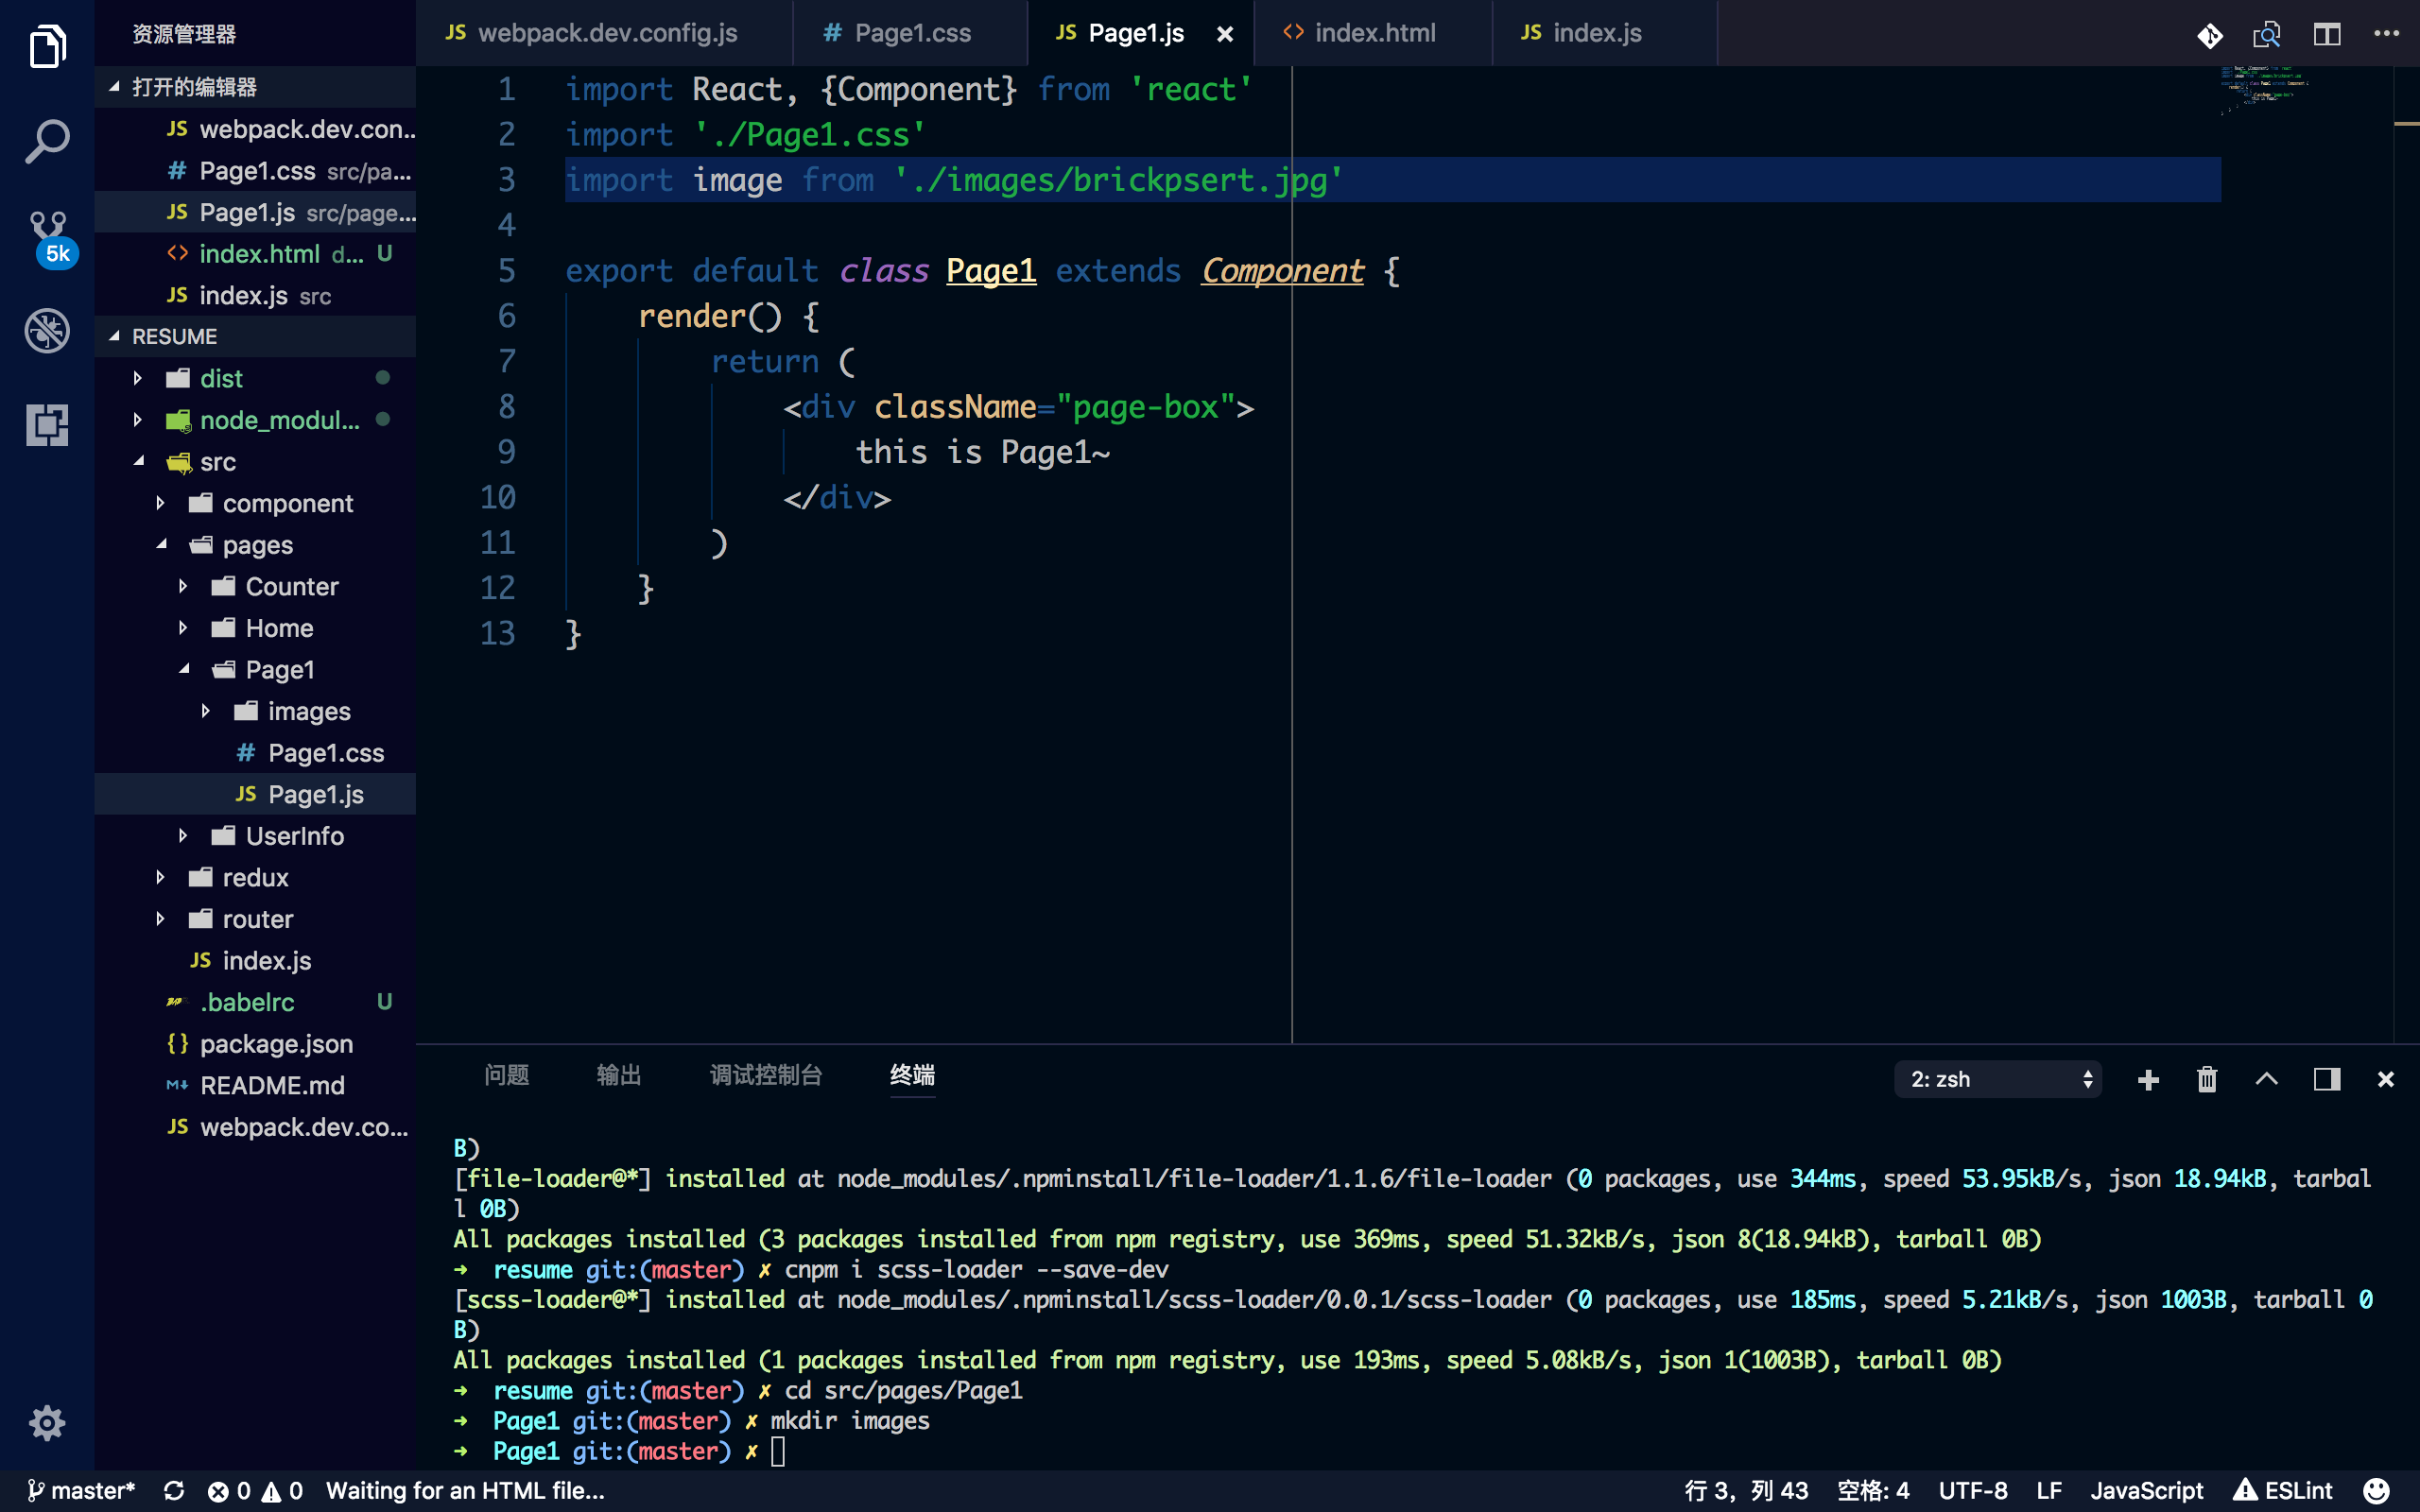 资源管理器
打开的编辑器
JS webpack.dev.con...
# Page1.css src/pa...
JS Page1.js src/page...
<> index.html d... U
JS index.js src
5k
RESUME
dist
node_modul...
src
component
pages
Counter
Home
Page1
images
# Page1.css
JS Page1.js
UserInfo
redux
router
JS index.js
.babelrc U
{} package.json
README.md
JS webpack.dev.co...
JS webpack.dev.config.js # Page1.css JS Page1.js × <> index.html JS index.js
1 import React, {Component} from 'react'
2 import './Page1.css'
3 import image from './images/brickpsert.jpg'
4
5 export default class Page1 extends Component {
6 render() {
7 return (
8 <div className="page-box">
9 this is Page1~
10 </div>
11 )
12 }
13 }
问题 输出 调试控制台 终端 2: zsh
B)
[file-loader@*] installed at node_modules/.npminstall/file-loader/1.1.6/file-loader (0 packages, use 344ms, speed 53.95kB/s, json 18.94kB, tarbal
l 0B)
All packages installed (3 packages installed from npm registry, use 369ms, speed 51.32kB/s, json 8(18.94kB), tarball 0B)
➜ resume git:(master) ✗ cnpm i scss-loader --save-dev
[scss-loader@*] installed at node_modules/.npminstall/scss-loader/0.0.1/scss-loader (0 packages, use 185ms, speed 5.21kB/s, json 1003B, tarball 0
B)
All packages installed (1 packages installed from npm registry, use 193ms, speed 5.08kB/s, json 1(1003B), tarball 0B)
➜ resume git:(master) ✗ cd src/pages/Page1
➜ Page1 git:(master) ✗ mkdir images
➜ Page1 git:(master) ✗
master* 0 0 Waiting for an HTML file... 行 3，列 43 空格: 4 UTF-8 LF JavaScript ESLint